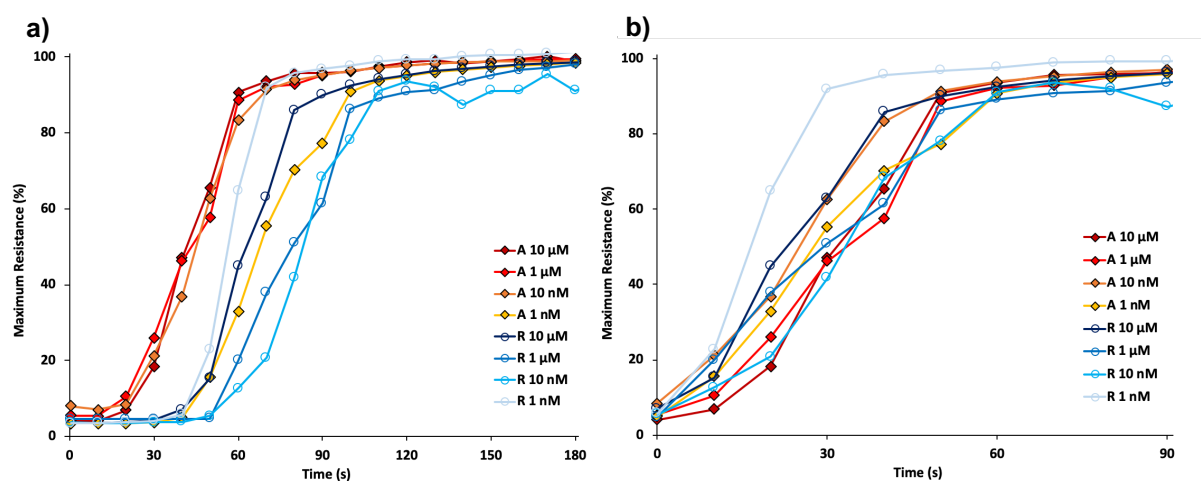 a)
Maximum Resistance (%)
100
80
60
40
20
0
0 30 60 90 120 150 180
Time (s)
A 10 µM
A 1 µM
A 10 nM
A 1 nM
R 10 µM
R 1 µM
R 10 nM
R 1 nM
b)
Maximum Resistance (%)
100
80
60
40
20
0
0 30 60 90
Time (s)
A 10 µM
A 1 µM
A 10 nM
A 1 nM
R 10 µM
R 1 µM
R 10 nM
R 1 nM